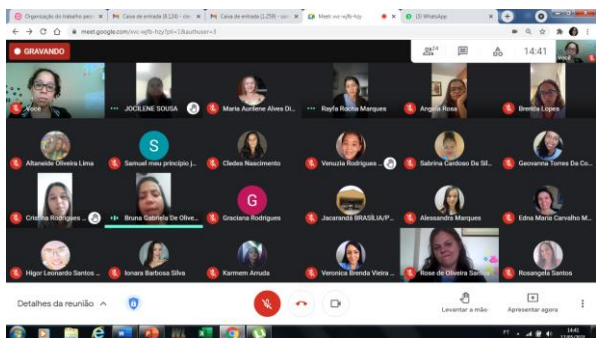 Organização do trabalho peda
Caixa de entrada (8.124) - cle
Caixa de entrada (1.259) - sor
Meet: xvc-wjfb-hzy
(3) WhatsApp
meet.google.com/xvc-wjfb-hzy?pli=1&authuser=3
GRAVANDO
24
14:41
Você
Você
JOCILENE SOUSA
Maria Aurilene Alves Di...
Rayfa Rocha Marques
Angela Rosa
Brenda Lopes
S
Altaneide Oliveira Lima
Samuel meu princípio j...
Cledea Nascimento
Venuzia Rodrigues ...
Sabrina Cardoso Da Sil...
Geovanna Torres Da Co...
G
Cristina Rodrigues ...
Bruna Gabriela De Olive...
Graciana Rodrigues
Jacarandá BRASÍLIA/P...
Alessandra Marques
Edna Maria Carvalho M...
Higor Leonardo Santos ...
Ionara Barbosa Silva
Karmem Arruda
Veronica Brenda Vieira ...
Rose de Oliveira Santos
Rosangela Santos
Detalhes da reunião
Levantar a mão
Apresentar agora
PT
14:41